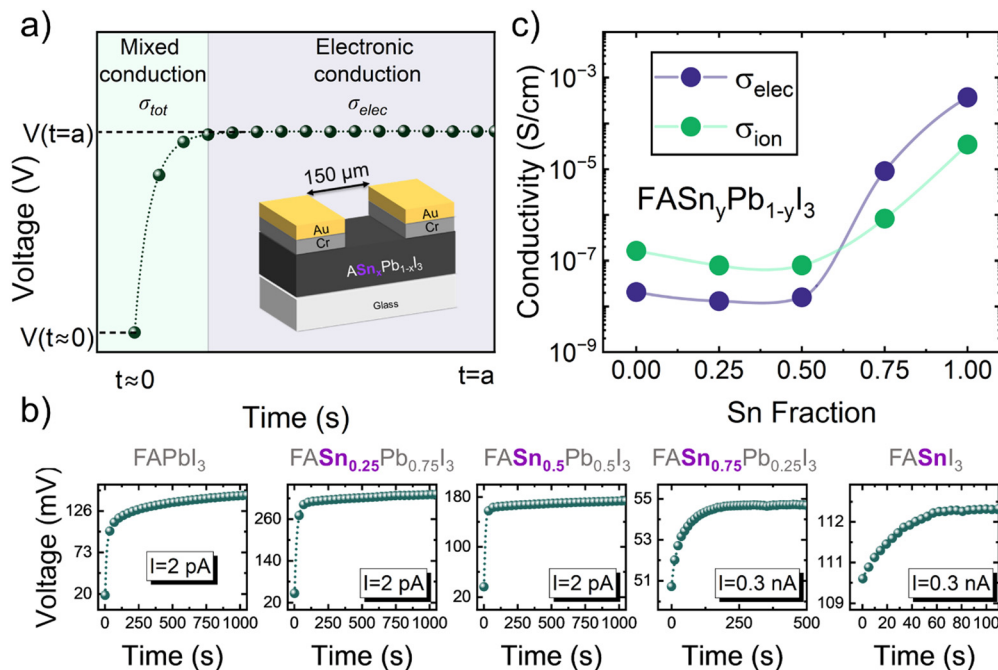 a)
Mixed
conduction
σtot
Electronic
conduction
σelec
V(t=a)
V(t≈0)
Voltage (V)
150 μm
Au
Cr
Au
Cr
ASnxPb1-xI3
Glass
t≈0
t=a
Time (s)
c)
σelec
σion
FASnyPb1-yI3
Conductivity (S/cm)
10−3
10−5
10−7
10−9
0.00 0.25 0.50 0.75 1.00
Sn Fraction
b)
FAPbI3
Voltage (mV)
126
73
20
I=2 pA
0 250 500 750 1000
Time (s)
FASn0.25Pb0.75I3
260
140
20
I=2 pA
0 250 500 750 1000
Time (s)
FASn0.5Pb0.5I3
180
100
20
I=2 pA
0 250 500 750 1000
Time (s)
FASn0.75Pb0.25I3
55
53
51
I=0.3 nA
0 250 500
Time (s)
FASnI3
112
110
109
I=0.3 nA
0 20 40 60 80 100
Time (s)